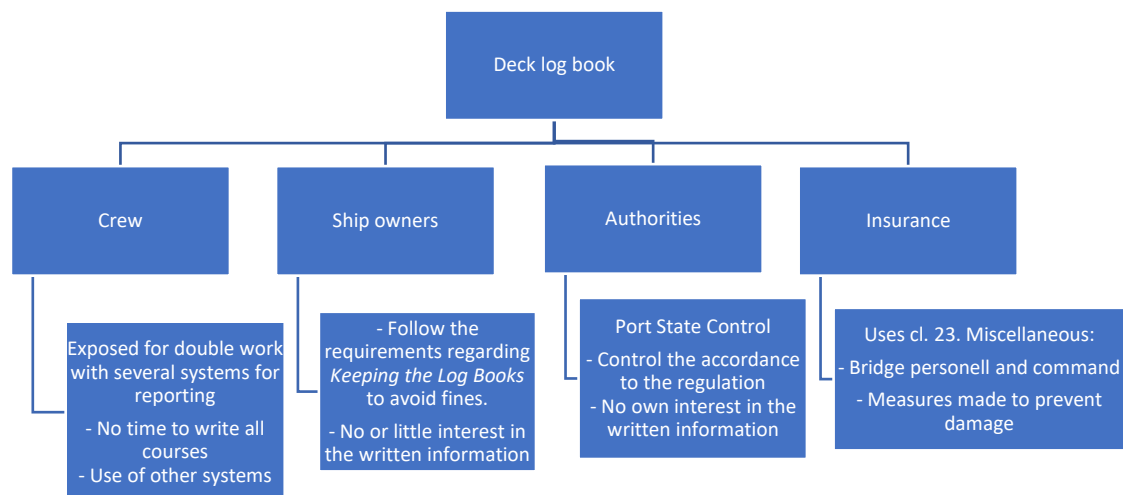 Deck log book
Crew
Ship owners
Authorities
Insurance
Exposed for double work
with several systems for
reporting
- No time to write all
courses
- Use of other systems
- Follow the
requirements regarding
Keeping the Log Books
to avoid fines.
- No or little interest in
the written information
Port State Control
- Control the accordance
to the regulation
- No own interest in the
written information
Uses cl. 23. Miscellaneous:
- Bridge personell and command
- Measures made to prevent
damage